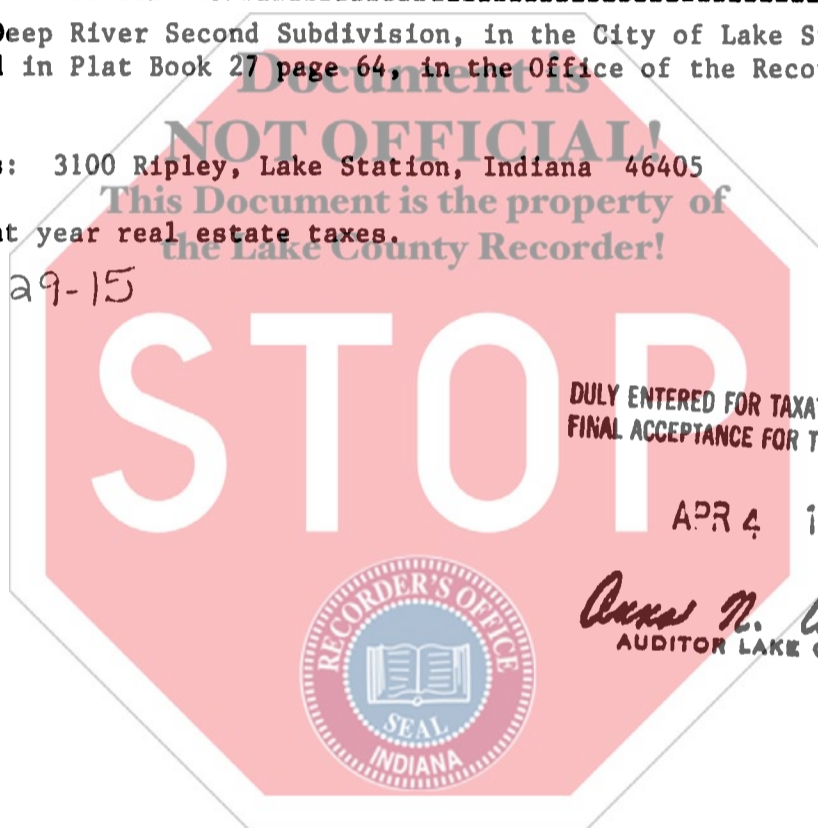 Deep River Second Subdivision, in the City of Lake S
in Plat Book 27 page 64, in the Office of the Reco
Document is
NOT OFFICIAL!
: 3100 Ripley, Lake Station, Indiana 46405
This Document is the property of
year real estate taxes.
the Lake County Recorder!
29-15
STOP
DULY ENTERED FOR TAXA
FINAL ACCEPTANCE FOR T
APR 4 1
Anna N.
AUDITOR LAKE
RECORDER'S OFFICE
SEAL
INDIANA